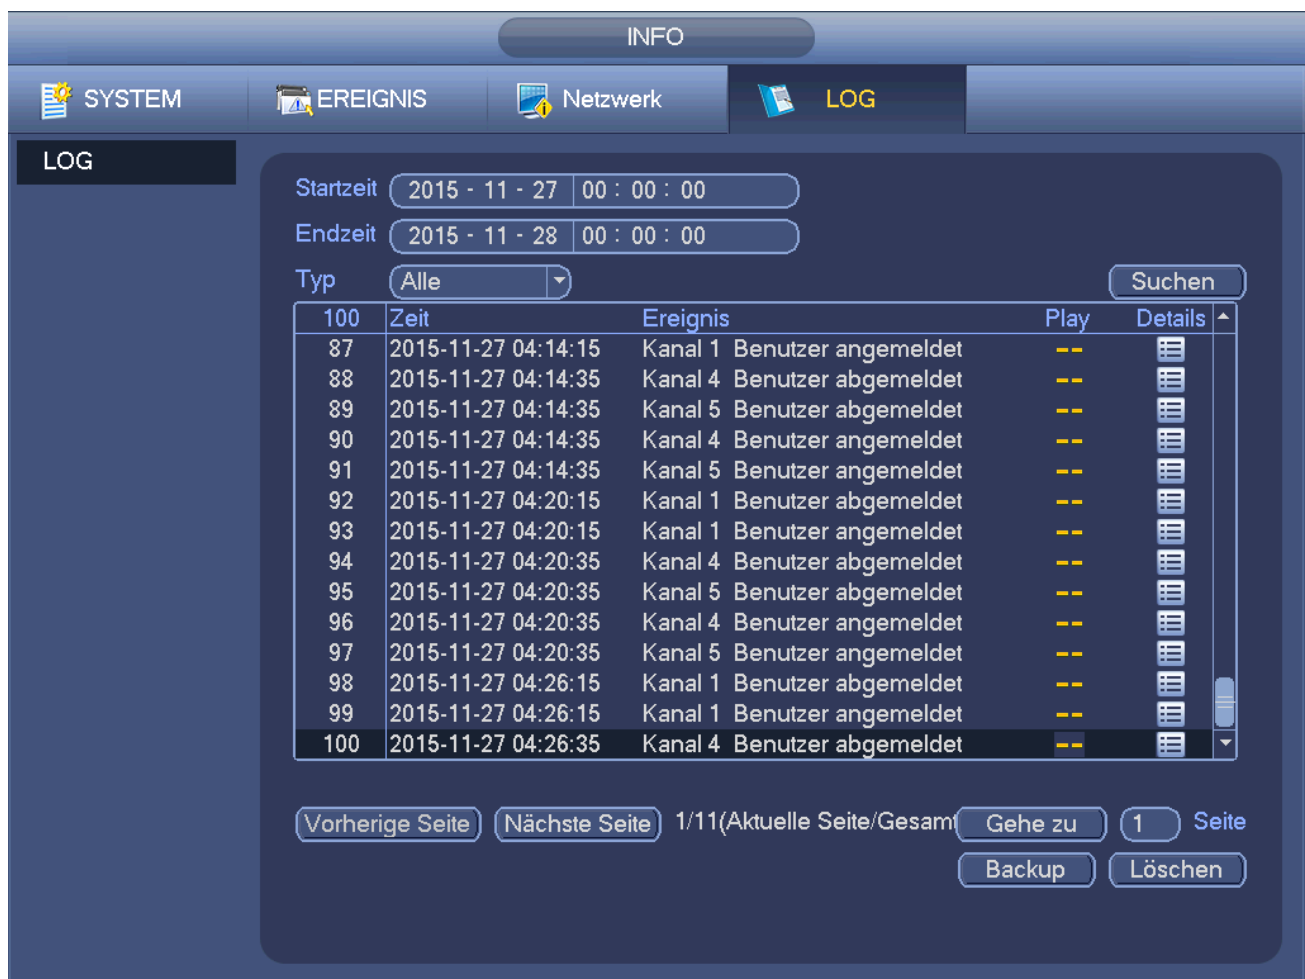 INFO
SYSTEM EREIGNIS Netzwerk LOG
LOG
Startzeit 2015 - 11 - 27 00 : 00 : 00
Endzeit 2015 - 11 - 28 00 : 00 : 00
Typ Alle Suchen
100 Zeit Ereignis Play Details
87 2015-11-27 04:14:15 Kanal 1 Benutzer angemeldet --
88 2015-11-27 04:14:35 Kanal 4 Benutzer abgemeldet --
89 2015-11-27 04:14:35 Kanal 5 Benutzer abgemeldet --
90 2015-11-27 04:14:35 Kanal 4 Benutzer angemeldet --
91 2015-11-27 04:14:35 Kanal 5 Benutzer angemeldet --
92 2015-11-27 04:20:15 Kanal 1 Benutzer abgemeldet --
93 2015-11-27 04:20:15 Kanal 1 Benutzer angemeldet --
94 2015-11-27 04:20:35 Kanal 4 Benutzer abgemeldet --
95 2015-11-27 04:20:35 Kanal 5 Benutzer abgemeldet --
96 2015-11-27 04:20:35 Kanal 4 Benutzer angemeldet --
97 2015-11-27 04:20:35 Kanal 5 Benutzer angemeldet --
98 2015-11-27 04:26:15 Kanal 1 Benutzer abgemeldet --
99 2015-11-27 04:26:15 Kanal 1 Benutzer angemeldet --
100 2015-11-27 04:26:35 Kanal 4 Benutzer abgemeldet --
Vorherige Seite Nächste Seite 1/11(Aktuelle Seite/Gesamt Gehe zu 1 Seite
Backup Löschen